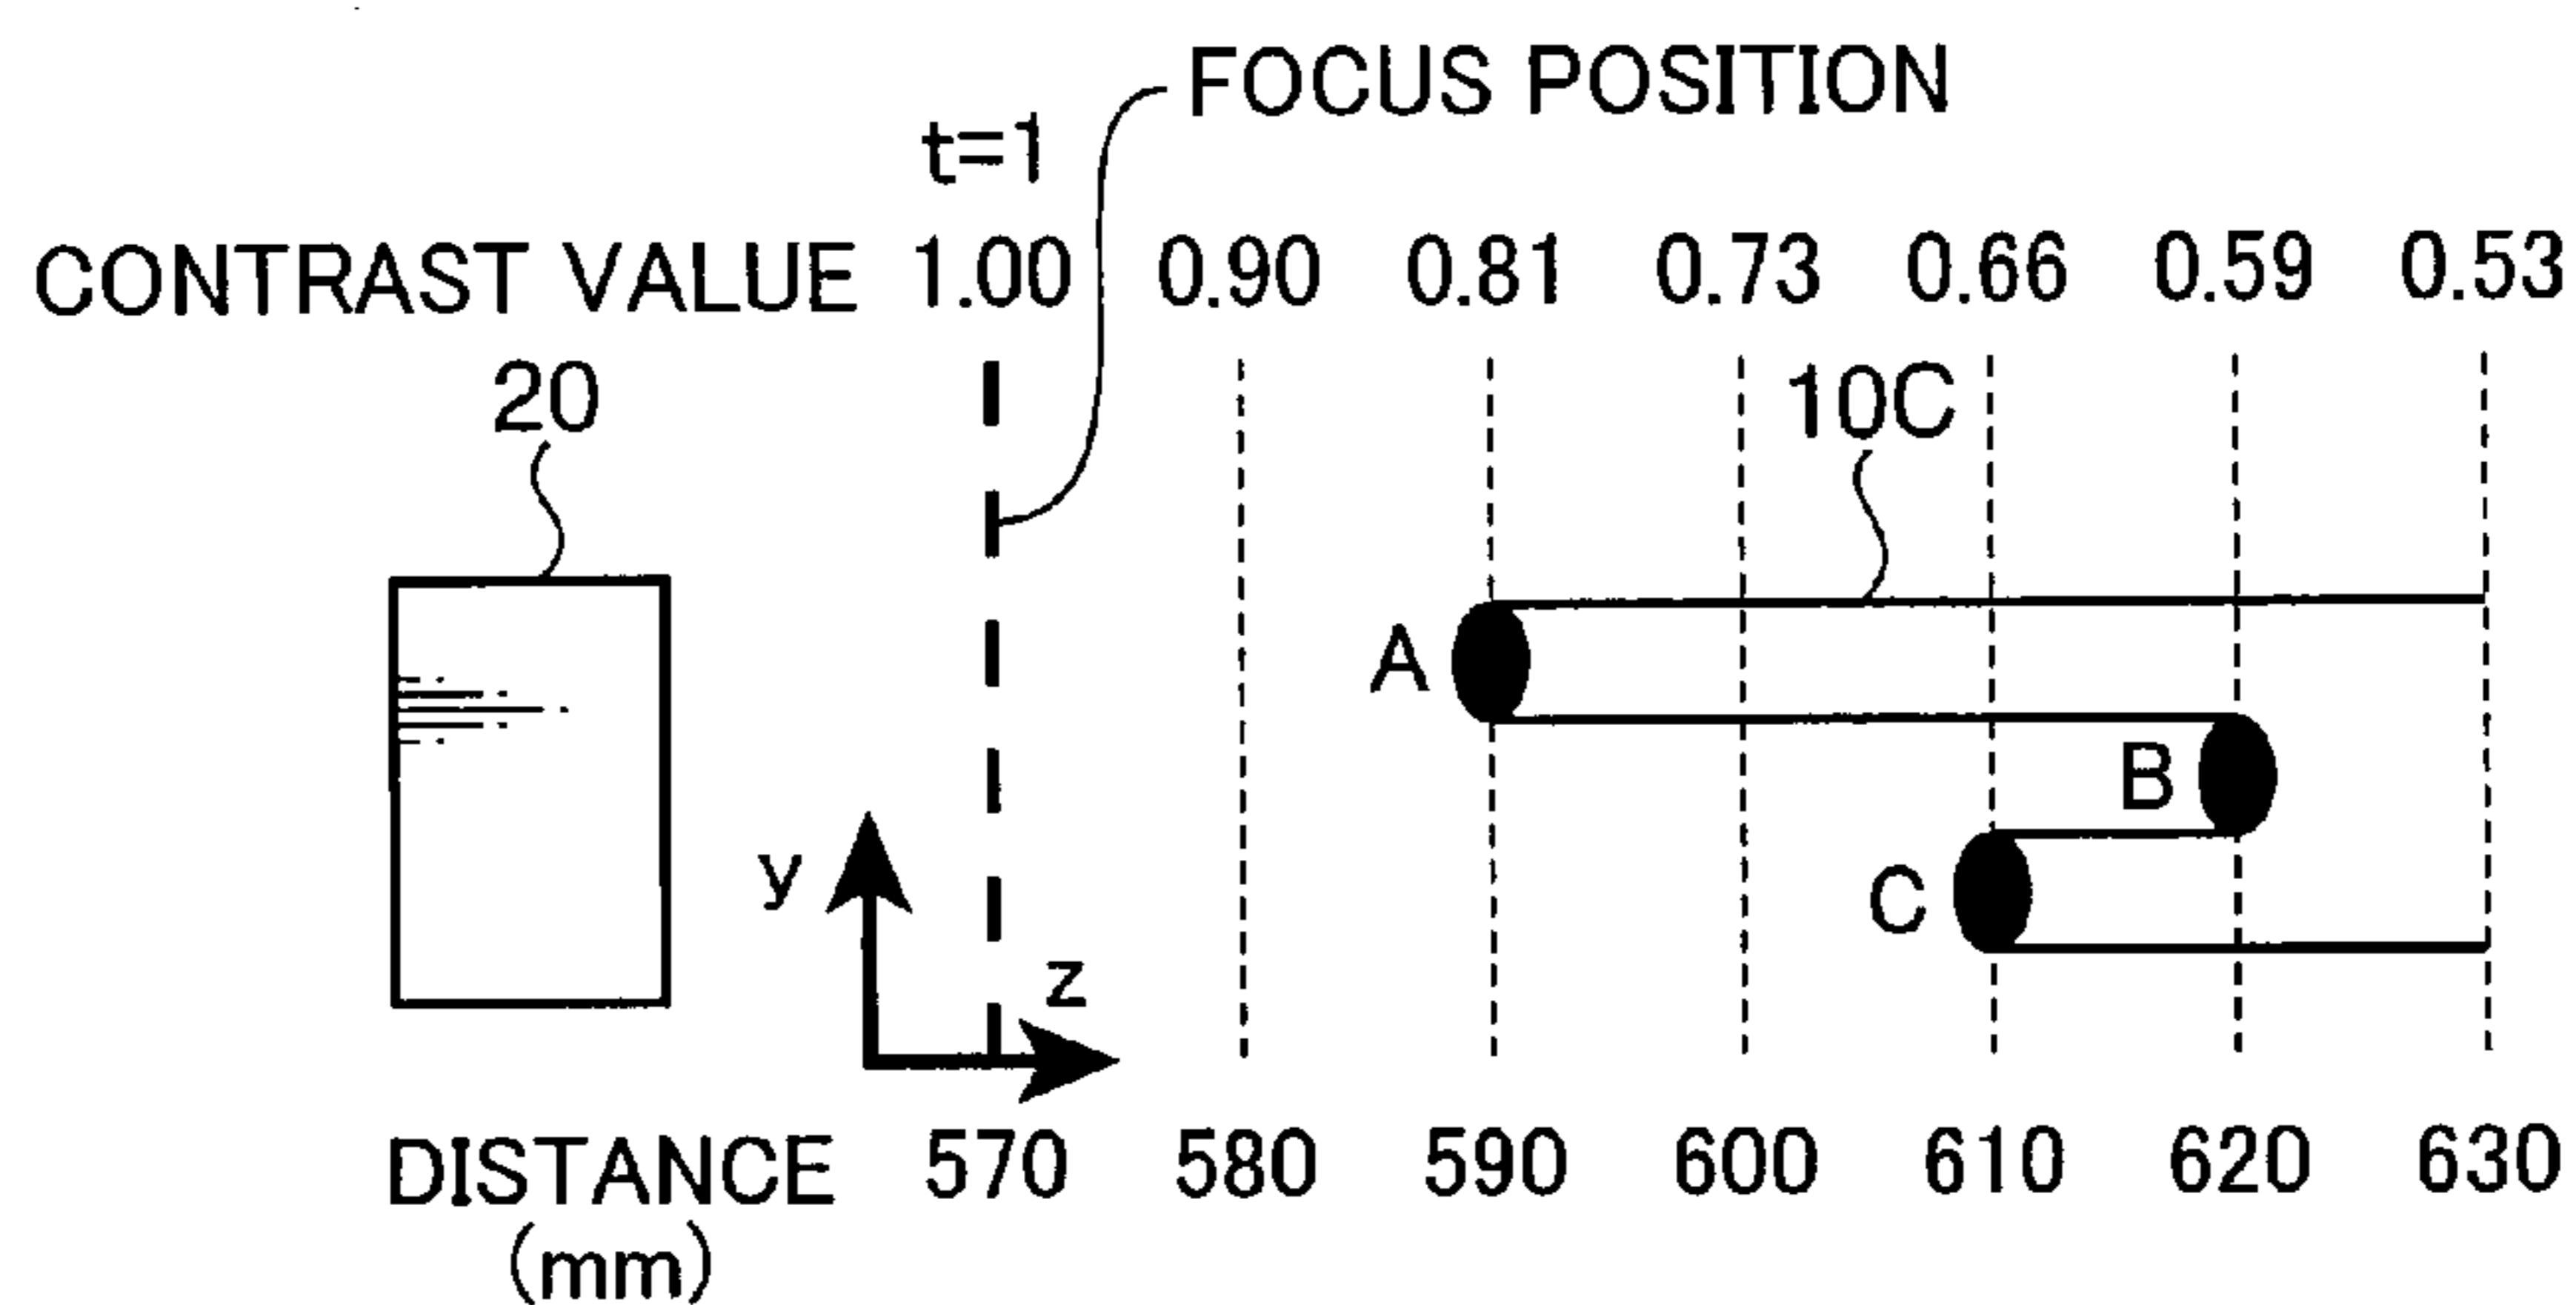 FOCUS POSITION
t=1
CONTRAST VALUE 1.00 0.90 0.81 0.73 0.66 0.59 0.53
20
10C
A
B
C
y
z
DISTANCE 570 580 590 600 610 620 630
(mm)